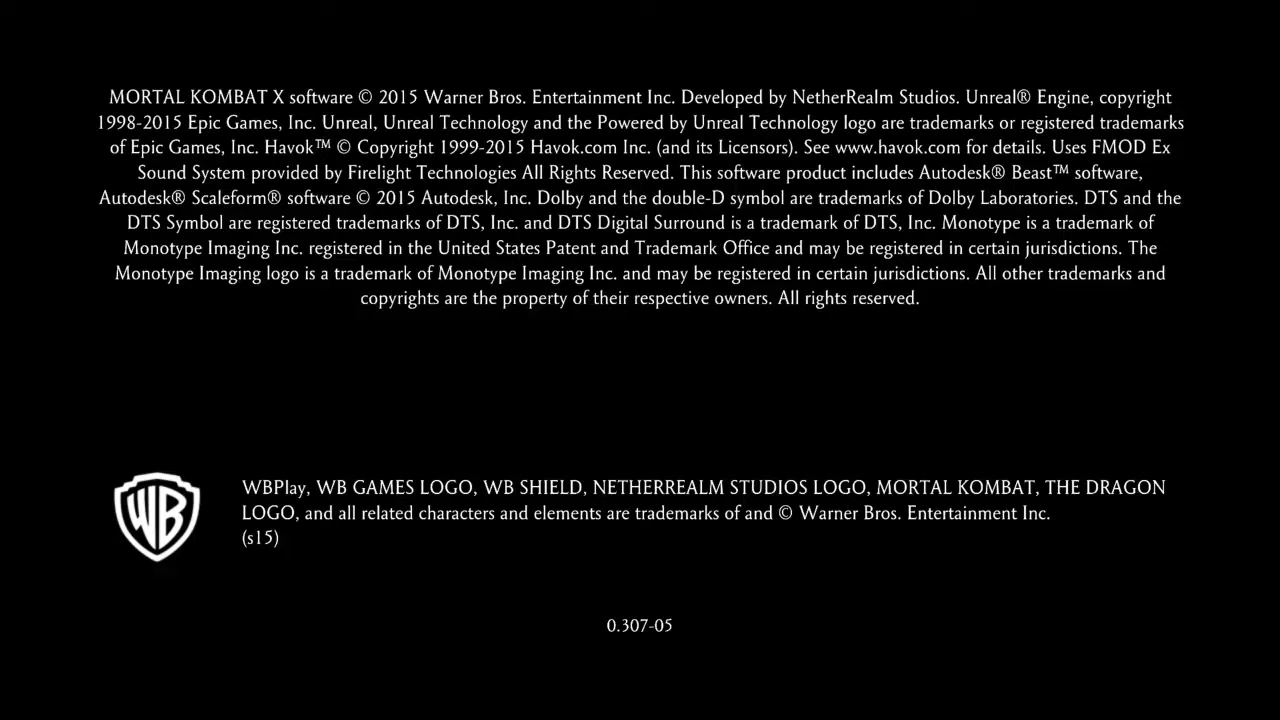 MORTAL KOMBAT X software © 2015 Warner Bros. Entertainment Inc. Developed by NetherRealm Studios. Unreal® Engine, copyright
1998-2015 Epic Games, Inc. Unreal, Unreal Technology and the Powered by Unreal Technology logo are trademarks or registered trademarks
of Epic Games, Inc. Havok™ © Copyright 1999-2015 Havok.com Inc. (and its Licensors). See www.havok.com for details. Uses FMOD Ex
Sound System provided by Firelight Technologies All Rights Reserved. This software product includes Autodesk® Beast™ software,
Autodesk® Scaleform® software © 2015 Autodesk, Inc. Dolby and the double-D symbol are trademarks of Dolby Laboratories. DTS and the
DTS Symbol are registered trademarks of DTS, Inc. and DTS Digital Surround is a trademark of DTS, Inc. Monotype is a trademark of
Monotype Imaging Inc. registered in the United States Patent and Trademark Office and may be registered in certain jurisdictions. The
Monotype Imaging logo is a trademark of Monotype Imaging Inc. and may be registered in certain jurisdictions. All other trademarks and
copyrights are the property of their respective owners. All rights reserved.
WB
WBPlay, WB GAMES LOGO, WB SHIELD, NETHERREALM STUDIOS LOGO, MORTAL KOMBAT, THE DRAGON
LOGO, and all related characters and elements are trademarks of and © Warner Bros. Entertainment Inc.
(s15)
0.307-05